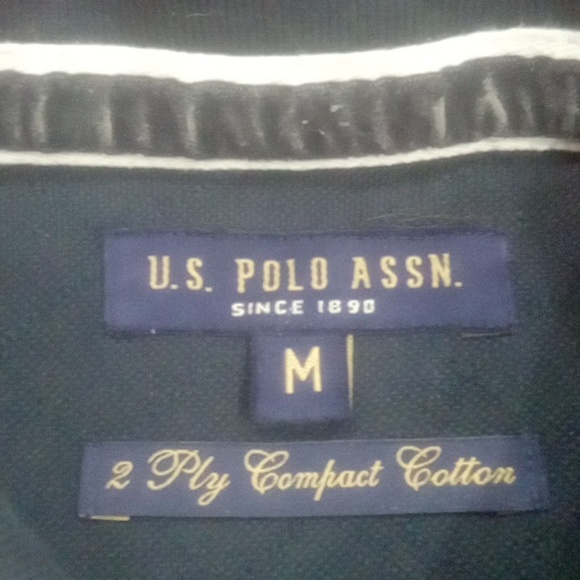 U.S. POLO ASSN.
SINCE 1890
M
2 Ply Compact Cotton